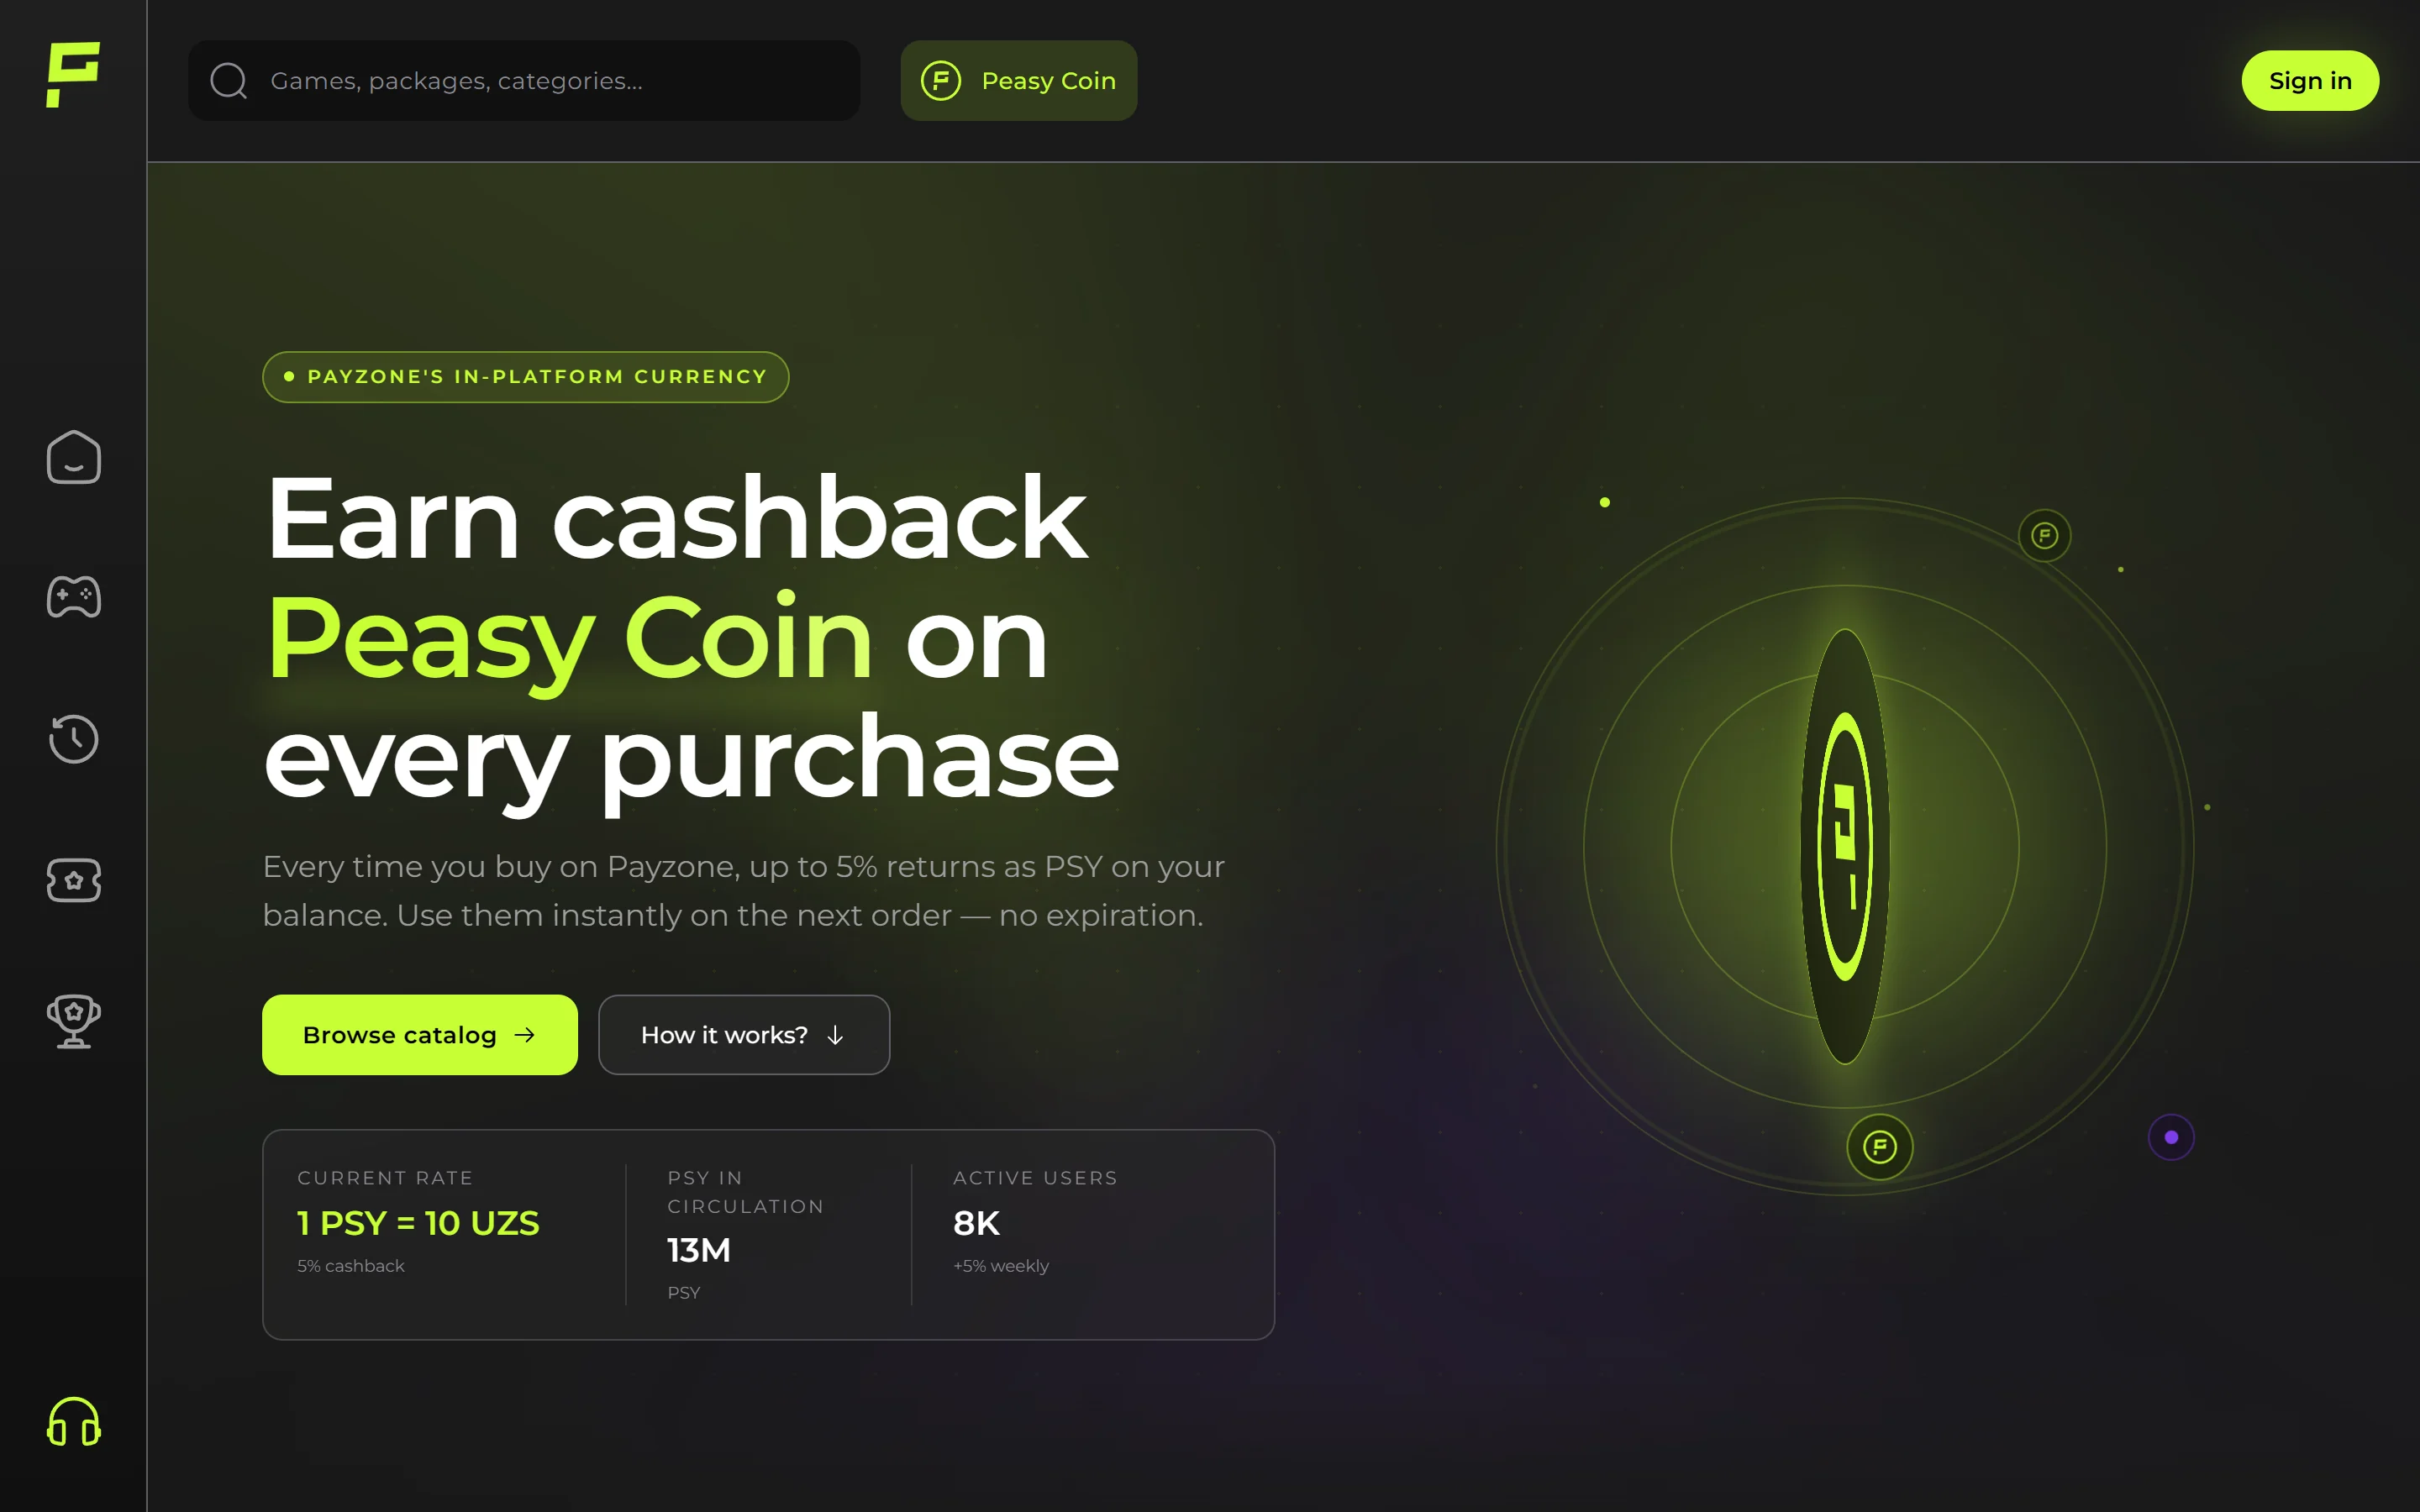 Games, packages, categories...
Peasy Coin
Sign in
PAYZONE'S IN-PLATFORM CURRENCY
Earn cashback
Peasy Coin on
every purchase
Every time you buy on Payzone, up to 5% returns as PSY on your
balance. Use them instantly on the next order — no expiration.
Browse catalog →
How it works? ↓
CURRENT RATE
1 PSY = 10 UZS
5% cashback
PSY IN
CIRCULATION
13M
PSY
ACTIVE USERS
8K
+5% weekly